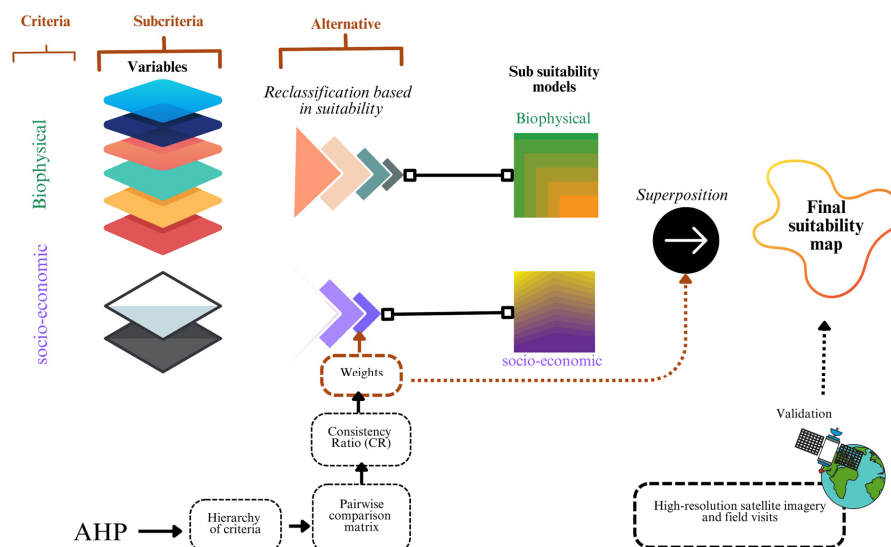 Criteria
Subcriteria
Alternative
Variables
Reclassification based
in suitability
Sub suitability
models
Biophysical
Biophysical
Superposition
Final
suitability
map
socio-economic
socio-economic
Weights
Consistency
Ratio (CR)
Validation
AHP
Hierarchy
of criteria
Pairwise
comparison
matrix
High-resolution satellite imagery
and field visits